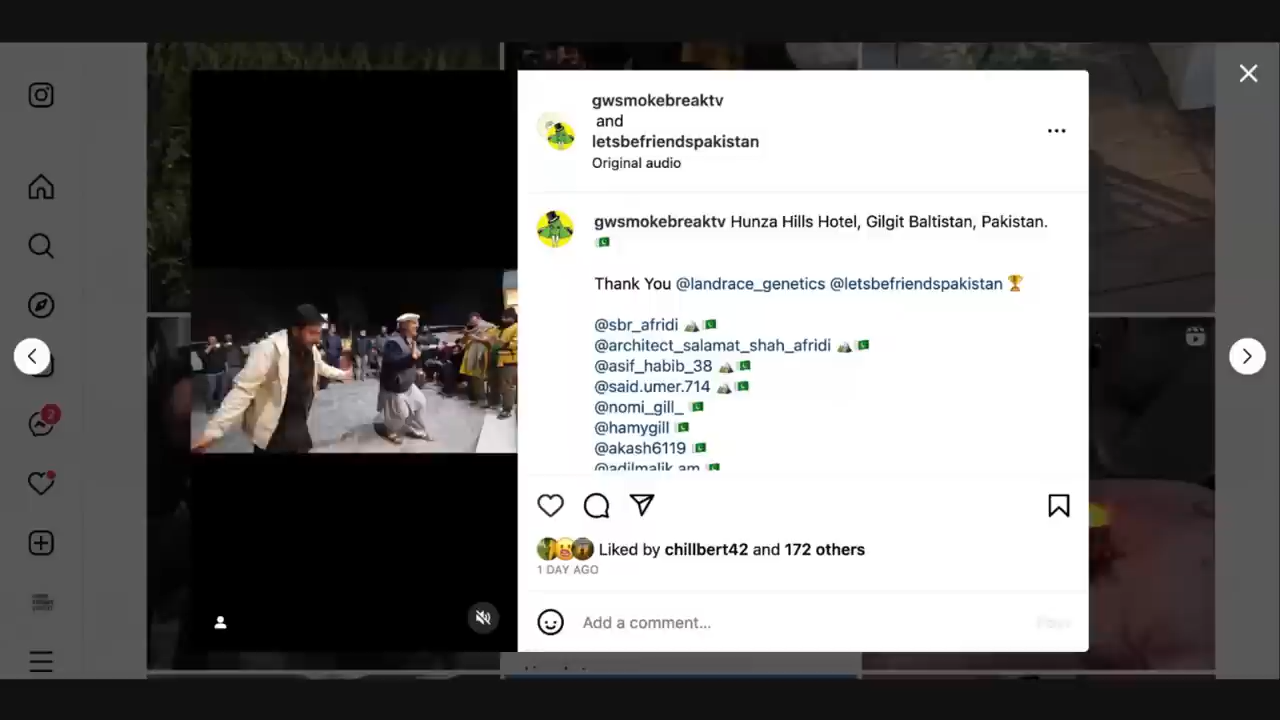 gwsmokebreaktv
and
letsbefriendspakistan
Original audio
gwsmokebreaktv Hunza Hills Hotel, Gilgit Baltistan, Pakistan.
🇵🇰
Thank You @landrace_genetics @letsbefriendspakistan 🏆
@sbr_afridi 🏔️🇵🇰
@architect_salamat_shah_afridi 🏔️🇵🇰
@asif_habib_38 🏔️🇵🇰
@said.umer.714 🏔️🇵🇰
@nomi_gill_ 🇵🇰
@hamygill 🇵🇰
@akash6119 🇵🇰
@adilmalik.am 🇵🇰
2
Liked by chillbert42 and 172 others
1 DAY AGO
Add a comment...
Post